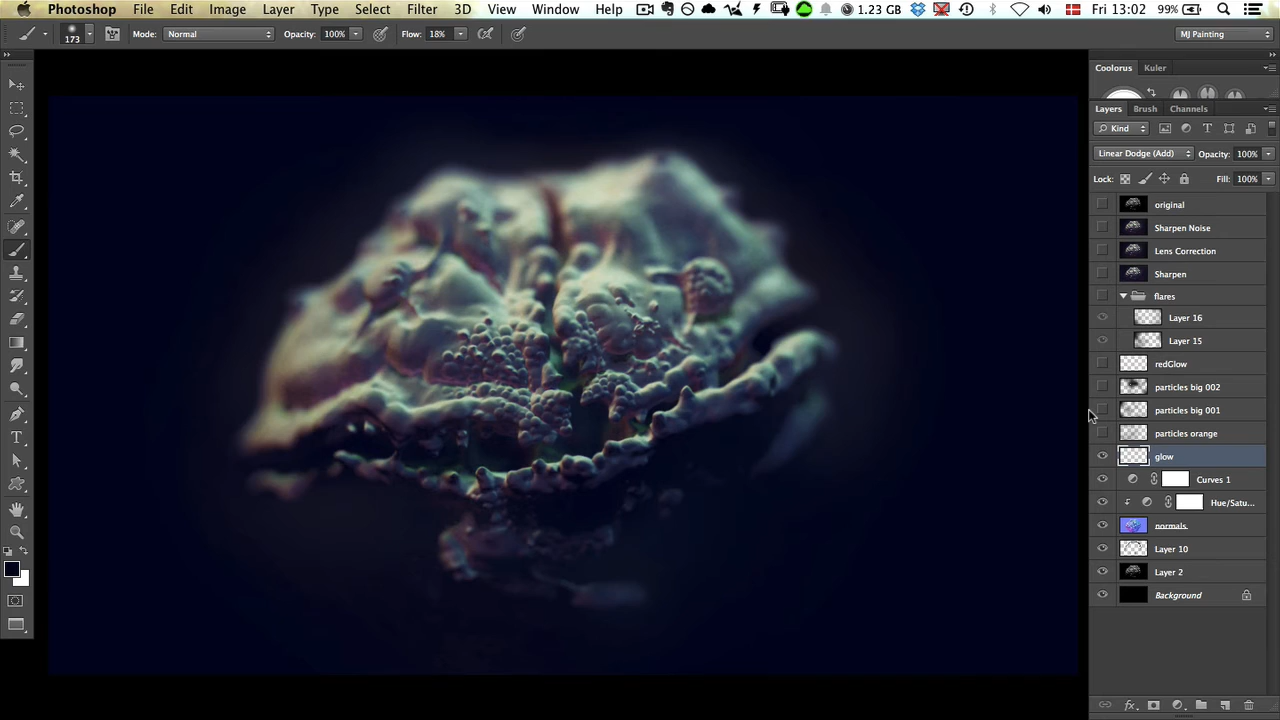 Photoshop File Edit Image Layer Type Select Filter 3D View Window Help 1.23 GB Fri 13:02 99%
173 Mode: Normal Opacity: 100% Flow: 18% MJ Painting
Coolorus Kuler
Layers Brush Channels
Kind
Linear Dodge (Add) Opacity: 100%
Lock: Fill: 100%
original
Sharpen Noise
Lens Correction
Sharpen
flares
Layer 16
Layer 15
redGlow
particles big 002
particles big 001
particles orange
glow
Curves 1
Hue/Satu...
normals
Layer 10
Layer 2
Background